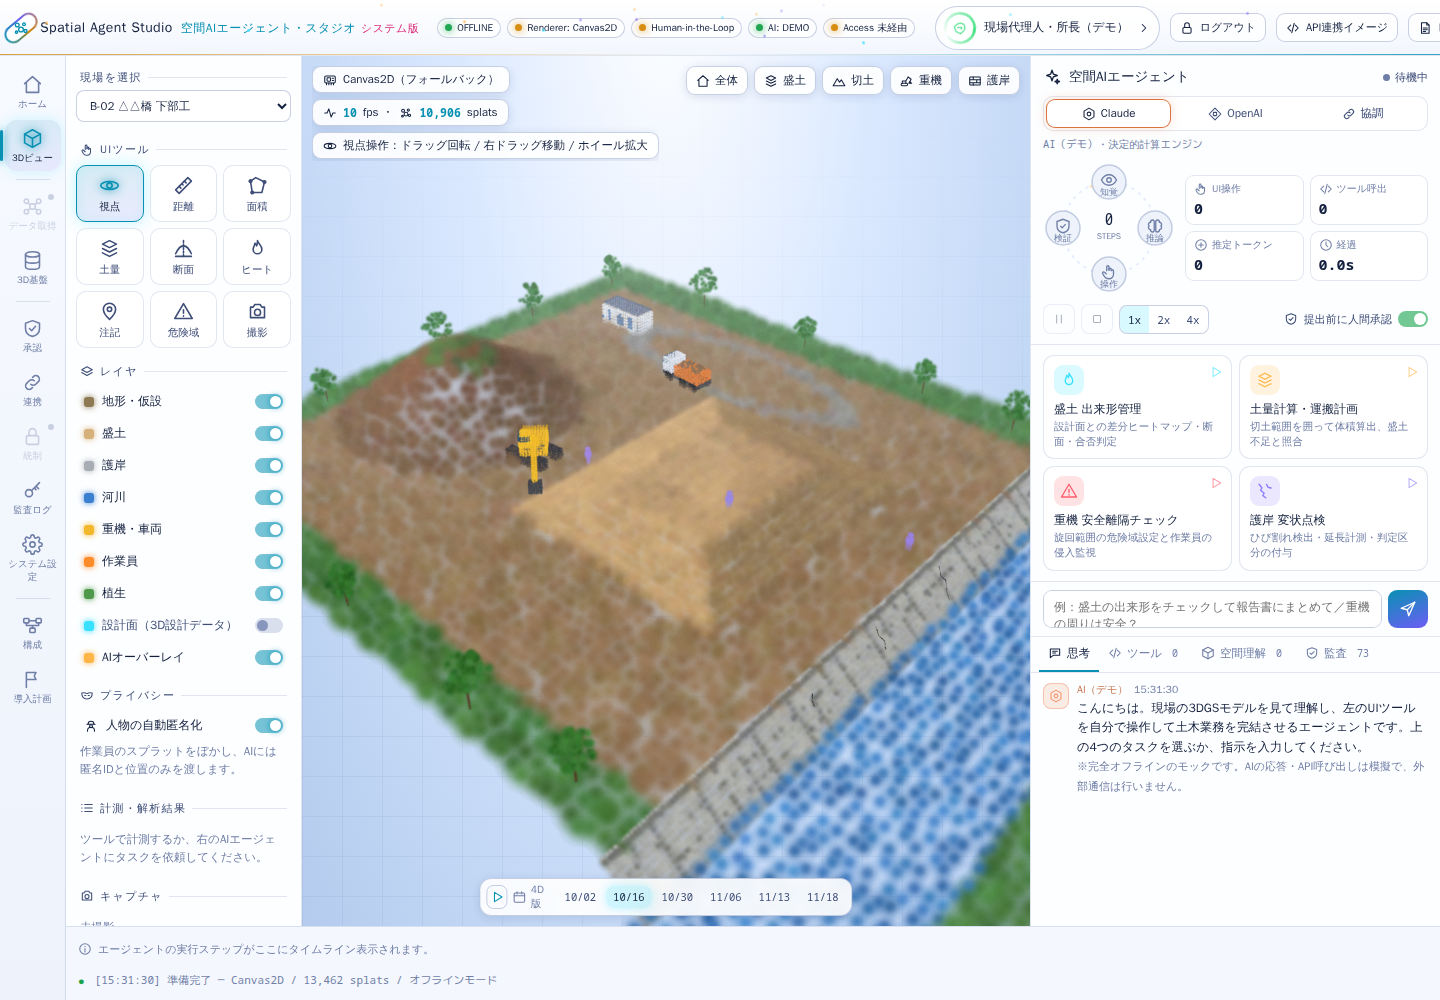 Spatial Agent Studio 空間AIエージェント・スタジオ システム版
OFFLINE
Renderer: Canvas2D
Human-in-the-Loop
AI: DEMO
Access 未経由
現場代理人・所長（デモ）
ログアウト
API連携イメージ
ホーム
3Dビュー
データ取得
3D基盤
承認
連携
統制
監査ログ
システム設
定
構成
導入計画
現場を選択
B-02 △△橋 下部工
UIツール
視点
距離
面積
土量
断面
ヒート
注記
危険域
撮影
レイヤ
地形・仮設
盛土
護岸
河川
重機・車両
作業員
植生
設計面（3D設計データ）
AIオーバーレイ
プライバシー
人物の自動匿名化
作業員のスプラットをぼかし、AIには
匿名IDと位置のみを渡します。
計測・解析結果
ツールで計測するか、右のAIエージェ
ントにタスクを依頼してください。
キャプチャ
Canvas2D（フォールバック）
10 fps · 10,906 splats
視点操作：ドラッグ回転 / 右ドラッグ移動 / ホイール拡大
全体
盛土
切土
重機
護岸
4D
版
10/02
10/16
10/30
11/06
11/13
11/18
空間AIエージェント
待機中
Claude
OpenAI
協調
AI（デモ）・決定的計算エンジン
知覚
推論
操作
検証
0
STEPS
UI操作
0
ツール呼出
0
推定トークン
0
経過
0.0s
1x
2x
4x
提出前に人間承認
盛土 出来形管理
設計面との差分ヒートマップ・断
面・合否判定
土量計算・運搬計画
切土範囲を囲って体積算出、盛土
不足と照合
重機 安全離隔チェック
旋回範囲の危険域設定と作業員の
侵入監視
護岸 変状点検
ひび割れ検出・延長計測・判定区
分の付与
例：盛土の出来形をチェックして報告書にまとめて／重機
の周りは安全？
思考
ツール 0
空間理解 0
監査 73
AI（デモ） 15:31:30
こんにちは。現場の3DGSモデルを見て理解し、左のUIツール
を自分で操作して土木業務を完結させるエージェントです。上
の4つのタスクを選ぶか、指示を入力してください。
※完全オフラインのモックです。AIの応答・API呼び出しは模擬で、外
部通信は行いません。
エージェントの実行ステップがここにタイムライン表示されます。
[15:31:30] 準備完了 — Canvas2D / 13,462 splats / オフラインモード